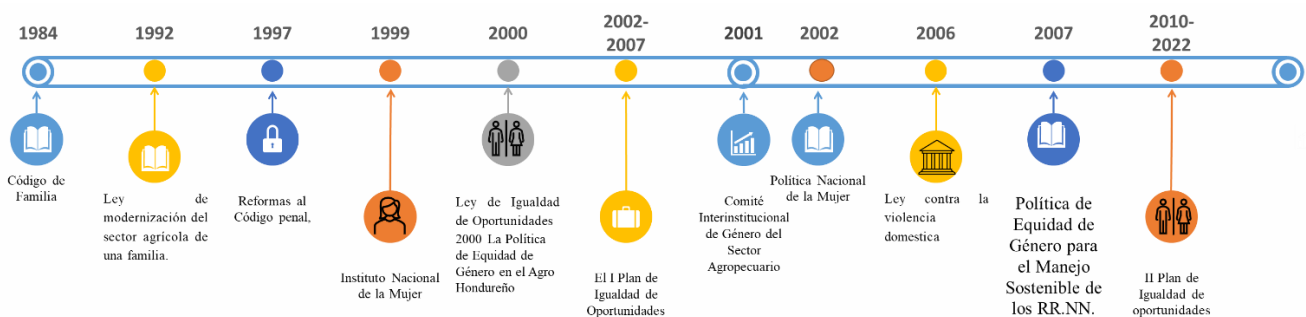 1984
1992
1997
1999
2000
2002-
2007
2001
2002
2006
2007
2010-
2022
Código de
Familia
Ley de
modernización del
sector agrícola de
una familia.
Reformas al
Código penal,
Instituto Nacional
de la Mujer
Ley de Igualdad
de Oportunidades
2000 La Política
de Equidad de
Género en el Agro
Hondureño
El I Plan de
Igualdad de
Oportunidades
Comité
Interinstitucional
de Género del
Sector
Agropecuario
Política Nacional
de la Mujer
Ley contra la
violencia
domestica
Política de
Equidad de
Género para
el Manejo
Sostenible de
los RR.NN.
II Plan de
Igualdad de
oportunidades